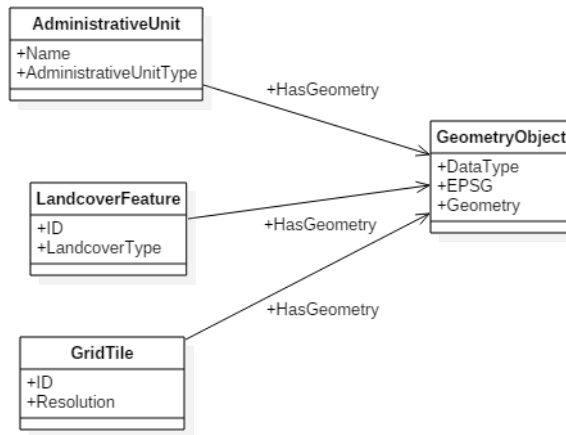 AdministrativeUnit
+Name
+AdministrativeUnitType
+HasGeometry
GeometryObject
+DataType
+EPSG
+Geometry
LandcoverFeature
+ID
+LandcoverType
+HasGeometry
+HasGeometry
GridTile
+ID
+Resolution